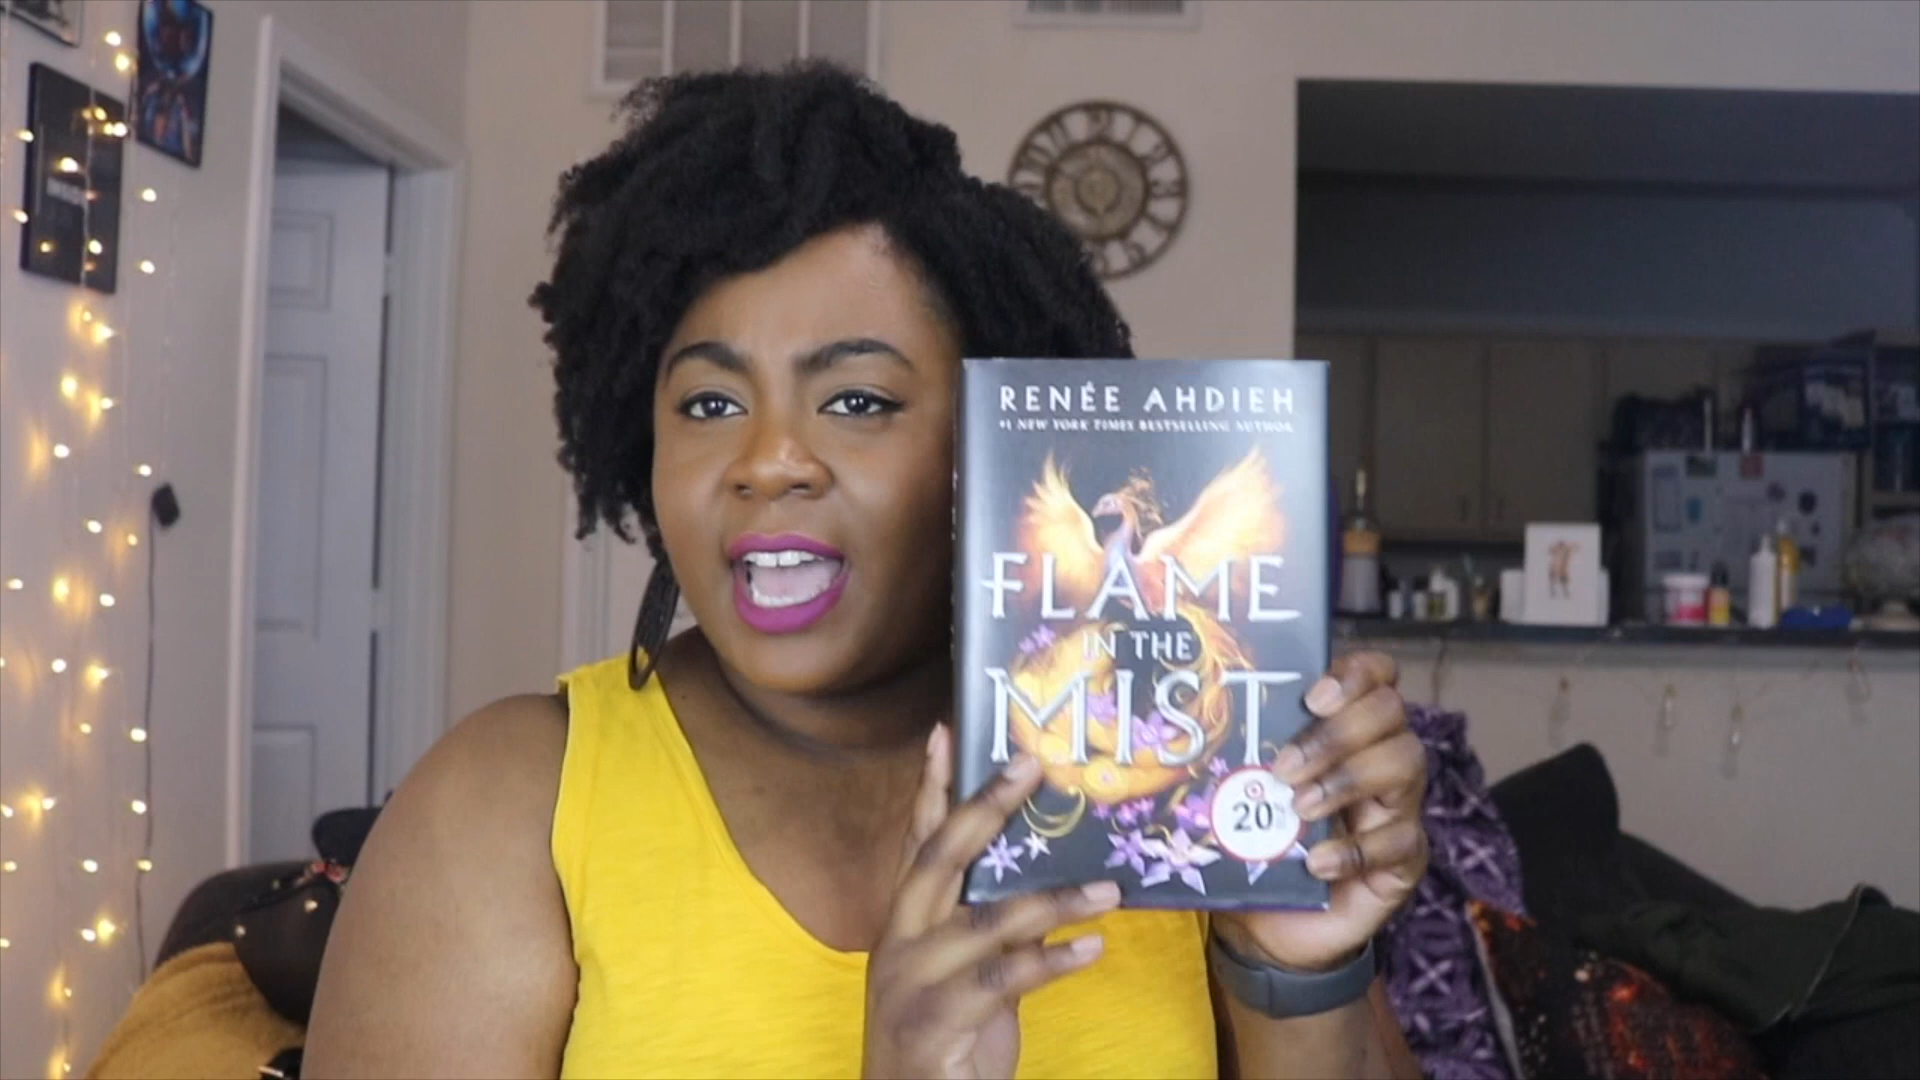 RENÉE AHDIEH
#1 NEW YORK TIMES BESTSELLING AUTHOR
FLAME
IN THE
MIST
20%